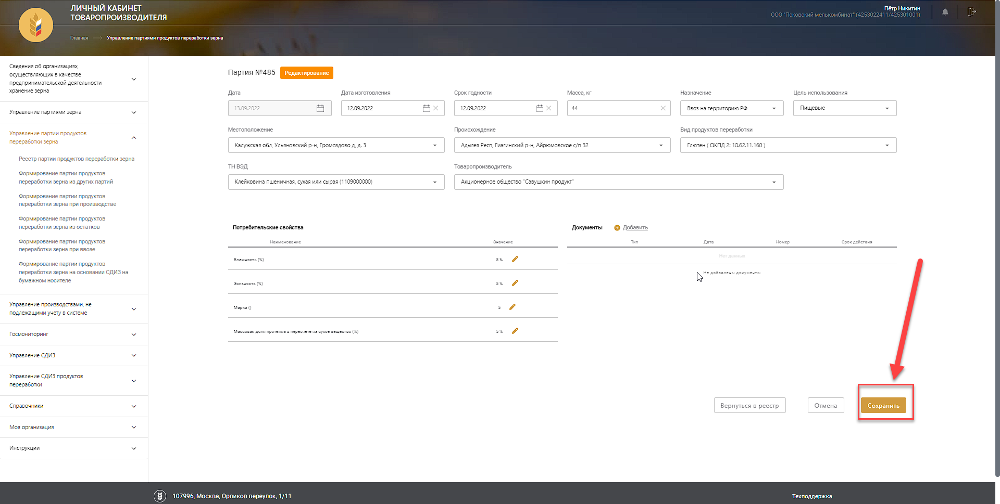 ЛИЧНЫЙ КАБИНЕТ
ТОВАРОПРОИЗВОДИТЕЛЯ
Пётр Никитин
ООО "Псковский мелькомбинат" (4253022411/425301001)
Главная
Управление партиями продуктов переработки зерна
Сведения об организациях,
осуществляющих в качестве
предпринимательской деятельности
хранение зерна
Управление партиями зерна
Управление партии продуктов
переработки зерна
Реестр партии продуктов переработки зерна
Формирование партии продуктов
переработки зерна из других партий
Формирование партии продуктов
переработки зерна при производстве
Формирование партии продуктов
переработки зерна из остатков
Формирование партии продуктов
переработки зерна при ввозе
Формирование партии продуктов
переработки зерна на основании СДИЗ на
бумажном носителе
Управление производствами, не
подлежащими учету в системе
Госмониторинг
Управление СДИЗ
Управление СДИЗ продуктов
переработки
Справочники
Моя организация
Инструкции
Партия №485 Редактирование
Дата Дата изготовления Срок годности Масса, кг Назначение Цель использования
13.09.2022 12.09.2022 12.09.2022 44 Ввоз на территорию РФ Пищевые
Местоположение Происхождение Вид продуктов переработки
Калужская обл, Ульяновский р-н, Громоздово д, д. 3 Адыгея Респ, Гиагинский р-н, Айрюмовское с/п 32 Глютен ( ОКПД 2: 10.62.11.160 )
ТН ВЭД Товаропроизводитель
Клейковина пшеничная, сухая или сырая (1109000000) Акционерное общество "Савушкин продукт"
Потребительские свойства
Наименование Значение
Влажность (%) 5 %
Зольность (%) 5 %
Марка () 5
Массовая доля протеина в пересчете на сухое вещество (%) 5 %
Документы Добавить
Тип Дата Номер Срок действия
Нет данных
Не добавлены документы
Вернуться в реестр Отмена Сохранить
107996, Москва, Орликов переулок, 1/11 Техподдержка